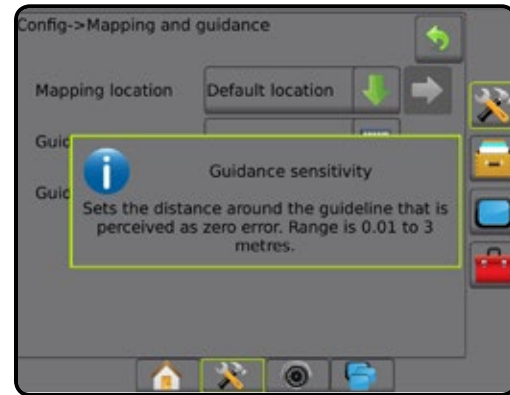 Config->Mapping and guidance
Mapping location
Default location
Guid
Guidance sensitivity
Guid
Sets the distance around the guideline that is
perceived as zero error. Range is 0.01 to 3
metres.